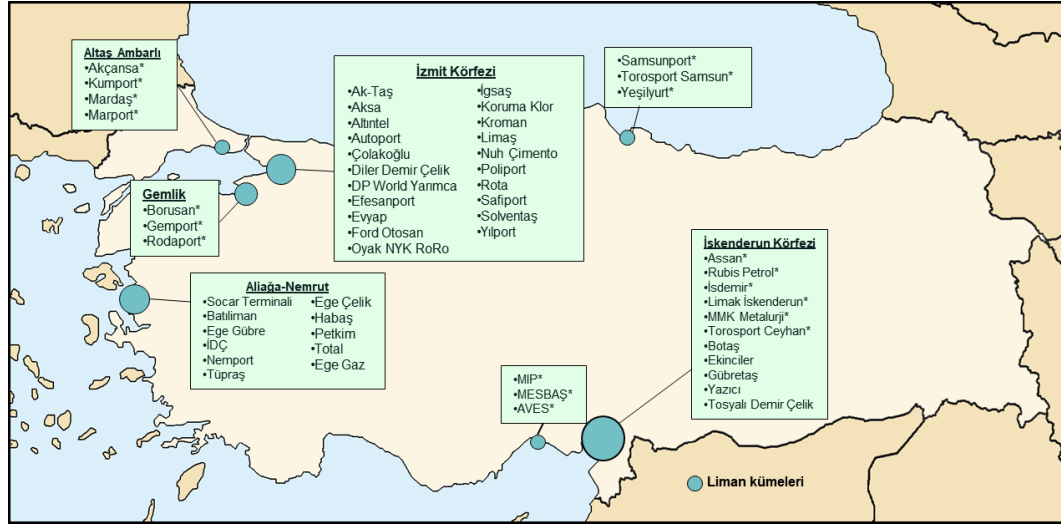 Altaş Ambarlı
•Akçansa*
•Kumport*
•Mardaş*
•Marport*
İzmit Körfezi
•Ak-Taş
•Aksa
•Altıntel
•Autoport
•Çolakoğlu
•Diler Demir Çelik
•DP World Yarımca
•Efesanport
•Evyap
•Ford Otosan
•Oyak NYK RoRo
•İgsaş
•Koruma Klor
•Kroman
•Limaş
•Nuh Çimento
•Poliport
•Rota
•Safiport
•Solventaş
•Yılport
•Samsunport*
•Torosport Samsun*
•Yeşilyurt*
Gemlik
•Borusan*
•Gemport*
•Rodaport*
Aliağa-Nemrut
•Socar Terminali
•Batıliman
•Ege Gübre
•İDÇ
•Nemport
•Tüpraş
•Ege Çelik
•Habaş
•Petkim
•Total
•Ege Gaz
•MIP*
•MESBAŞ*
•AVES*
İskenderun Körfezi
•Assan*
•Rubis Petrol*
•İsdemir*
•Limak İskenderun*
•MMK Metalurji*
•Torosport Ceyhan*
•Botaş
•Ekinciler
•Gübretaş
•Yazıcı
•Tosyalı Demir Çelik
Liman kümeleri